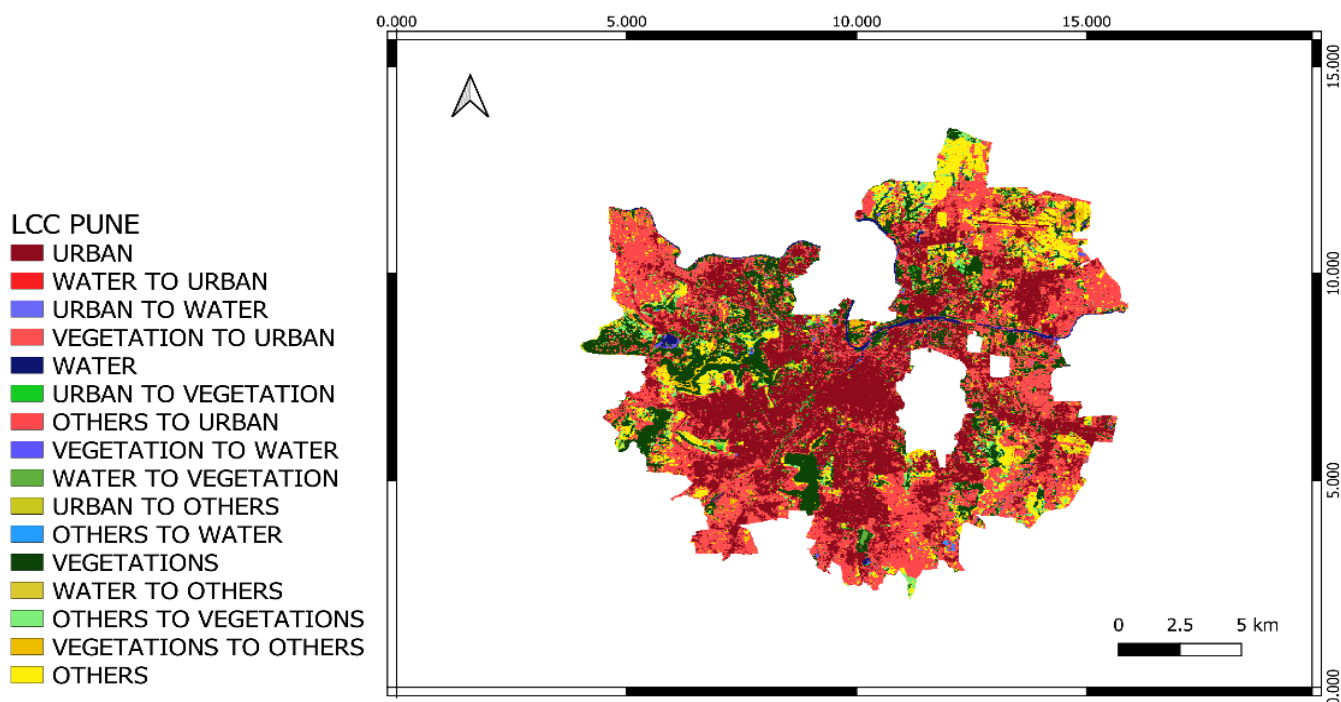 0.000 5.000 10.000 15.000
15.000
10.000
5.000
0.000
LCC PUNE
URBAN
WATER TO URBAN
URBAN TO WATER
VEGETATION TO URBAN
WATER
URBAN TO VEGETATION
OTHERS TO URBAN
VEGETATION TO WATER
WATER TO VEGETATION
URBAN TO OTHERS
OTHERS TO WATER
VEGETATIONS
WATER TO OTHERS
OTHERS TO VEGETATIONS
VEGETATIONS TO OTHERS
OTHERS
0 2.5 5 km